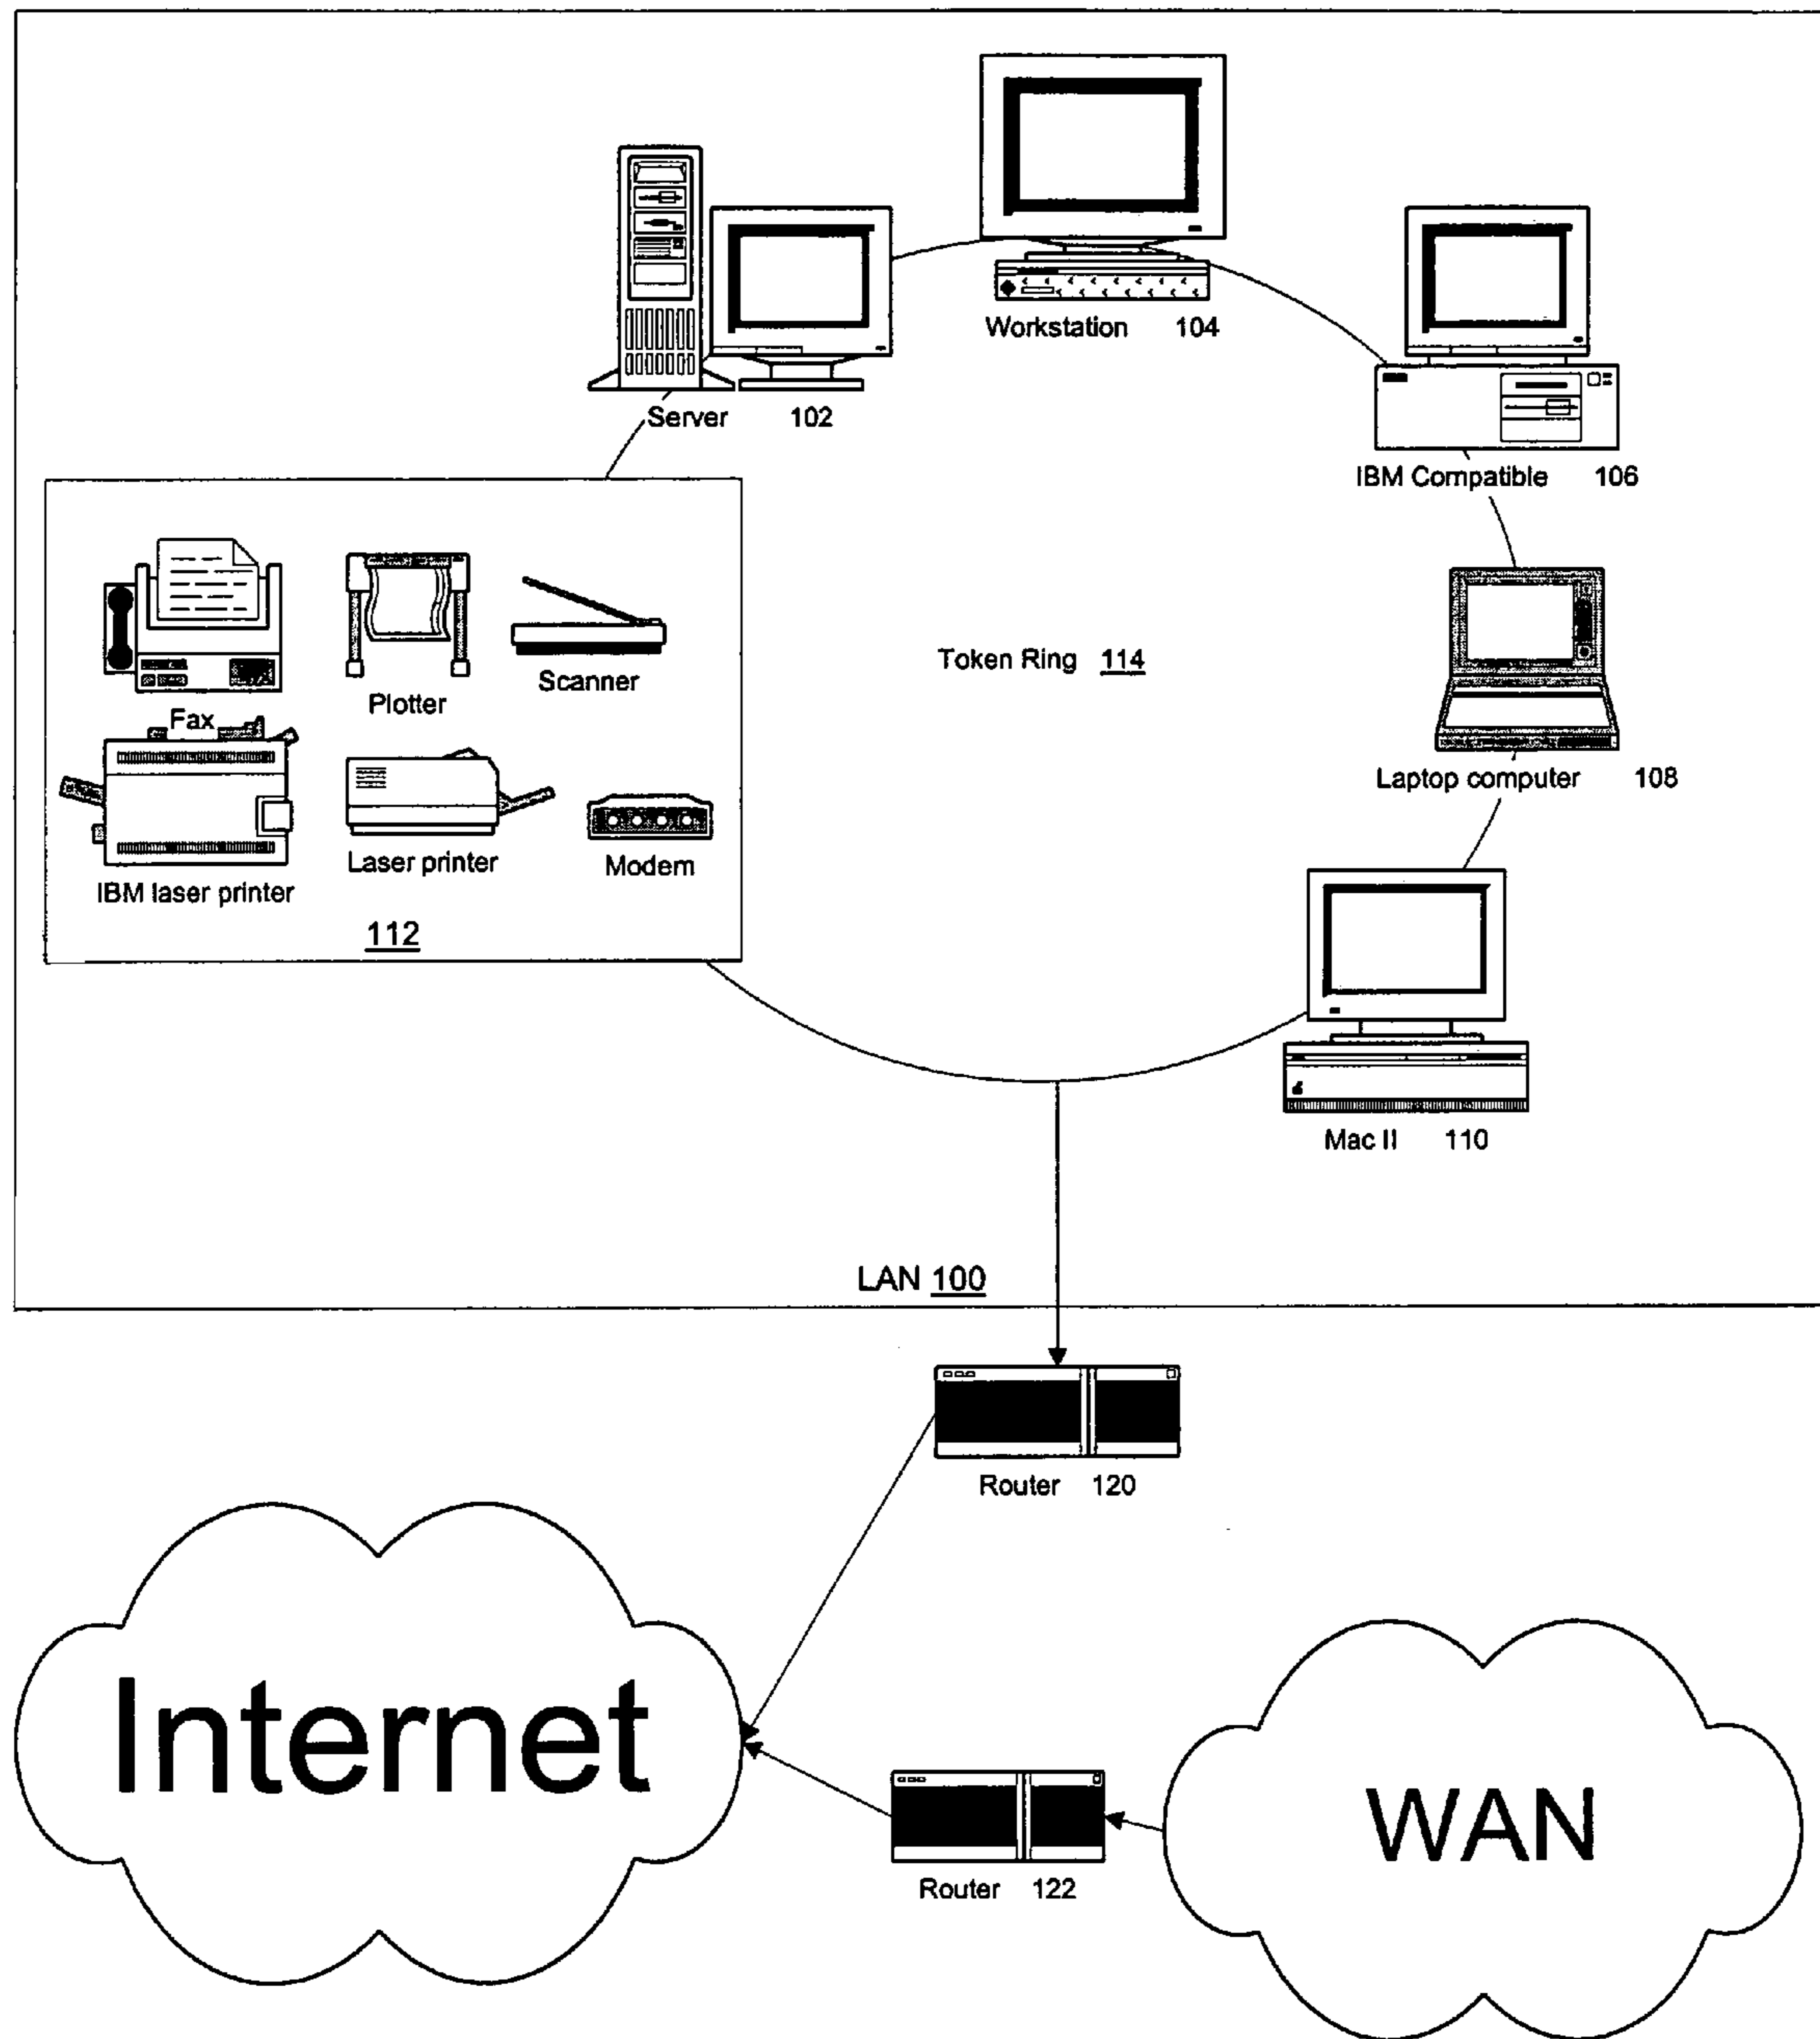 Workstation 104
Server 102
IBM Compatible 106
Fax
Plotter
Scanner
Token Ring 114
IBM laser printer
Laser printer
Modem
112
Laptop computer 108
Mac II 110
LAN 100
Router 120
Internet
WAN
Router 122